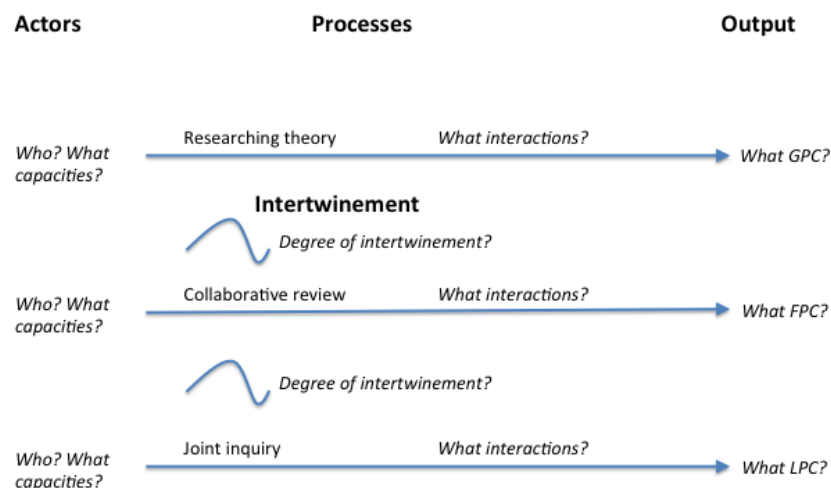 Actors Processes Output
Researching theory What interactions?
Who? What
capacities?
What GPC?
Intertwinement
Degree of intertwinement?
Collaborative review What interactions?
Who? What
capacities?
What FPC?
Degree of intertwinement?
Joint inquiry What interactions?
Who? What
capacities?
What LPC?